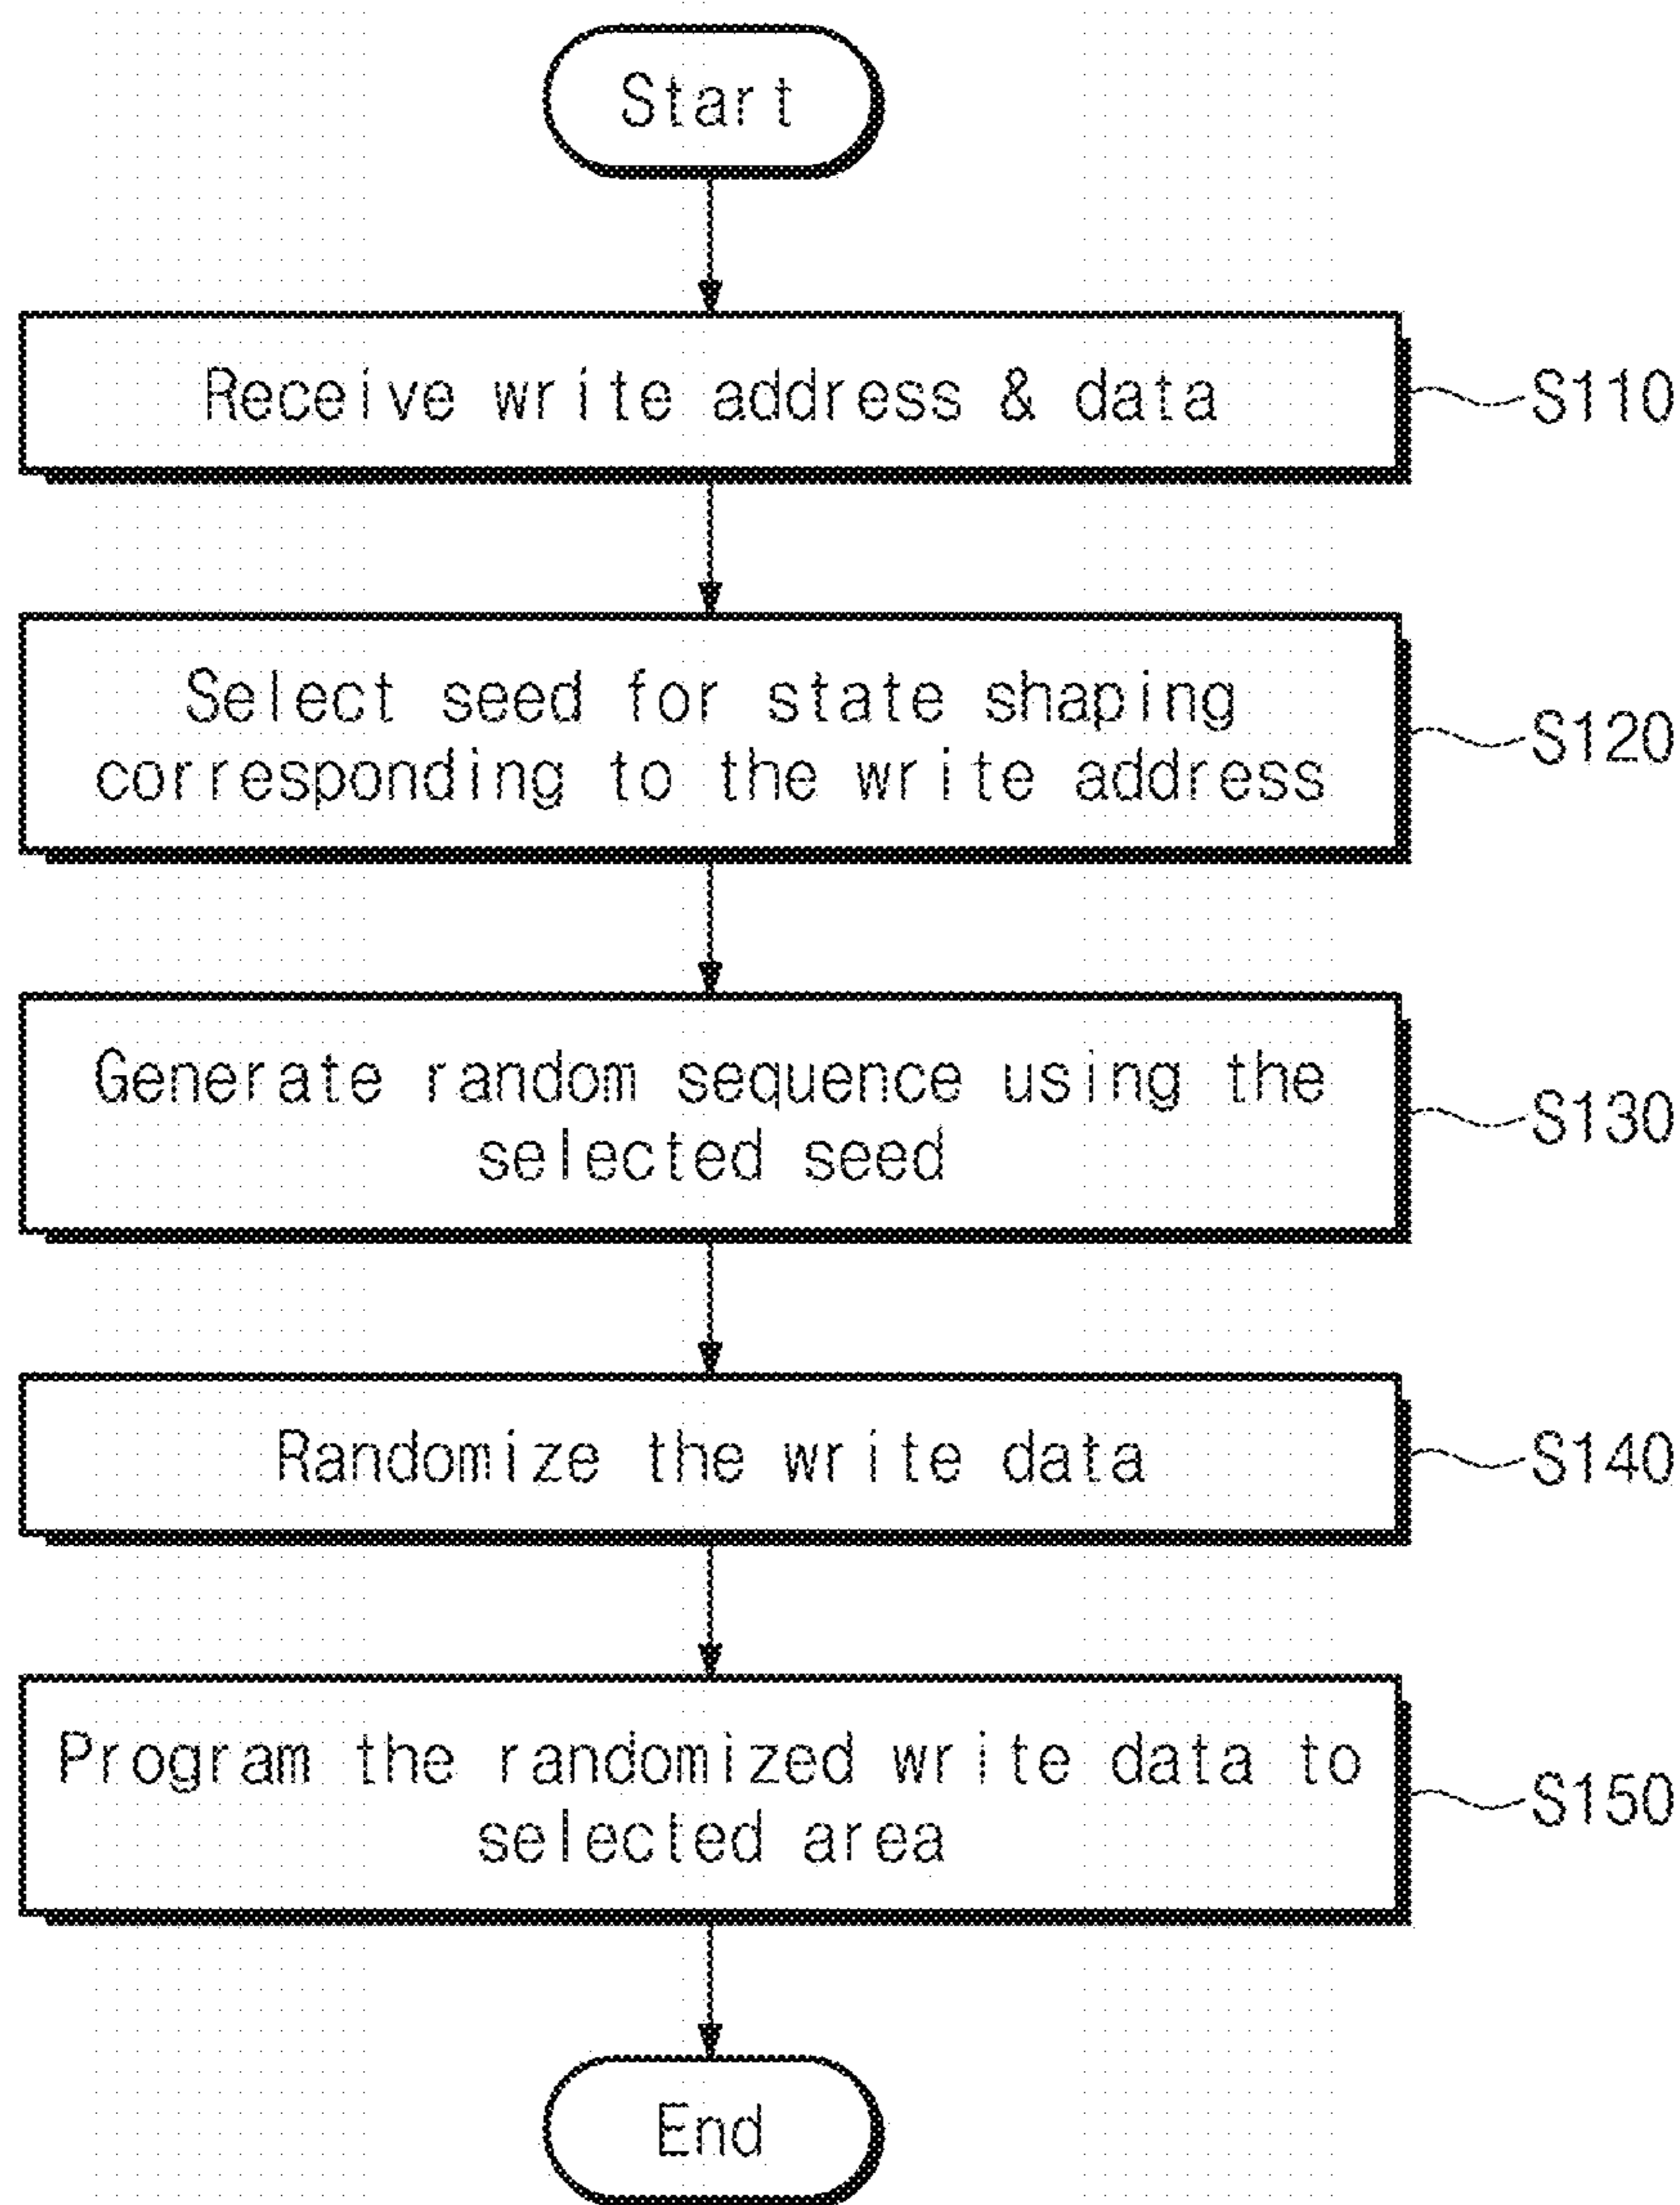 Start
Receive write address & data
S110
Select seed for state shaping
corresponding to the write address
S120
Generate random sequence using the
selected seed
S130
Randomize the write data
S140
Program the randomized write data to
selected area
S150
End